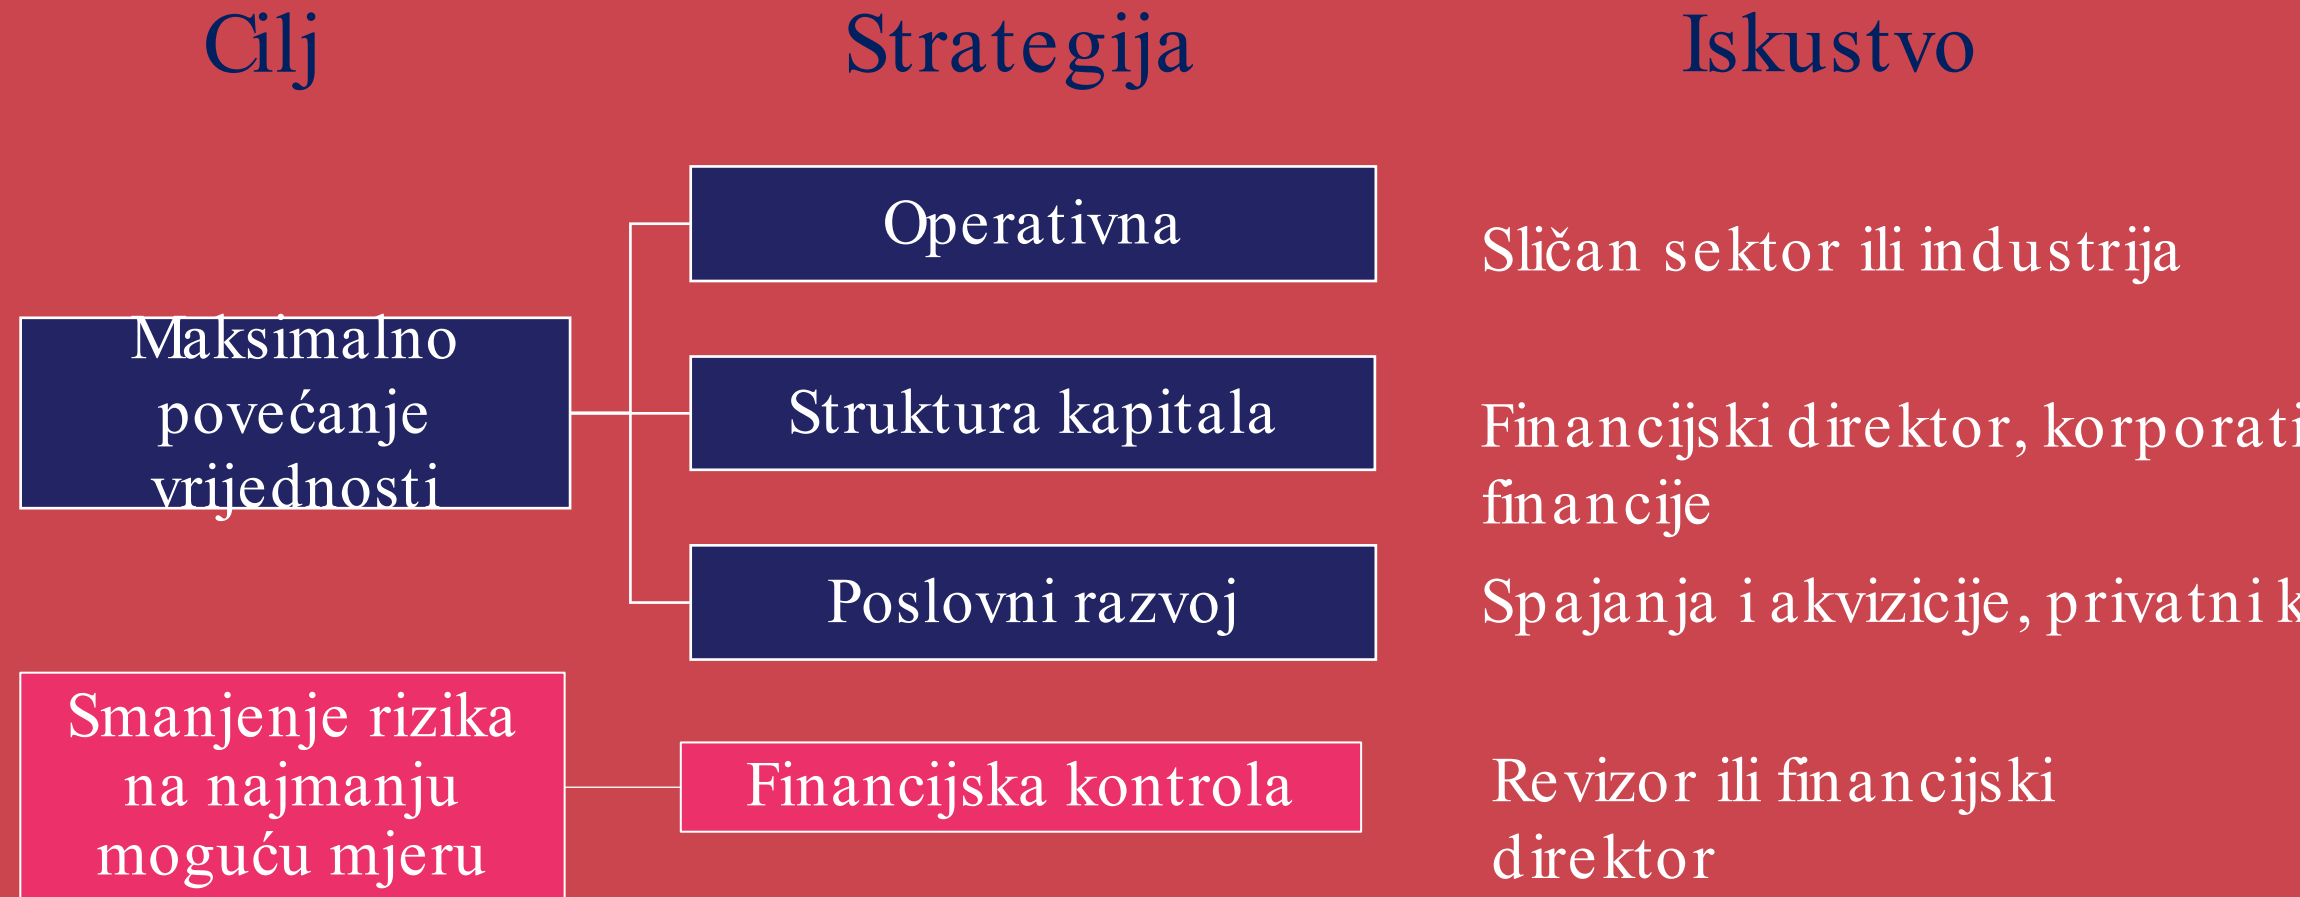 Cilj
Strategija
Iskustvo
Operativna
Sličan sektor ili industrija
Maksimalno
povećanje
vrijednosti
Struktura kapitala
Financijski direktor,
financije
Poslovni razvoj
Spajanja i akvizicije, privatni
Smanjenje rizika
na najmanju
moguću mjeru
Financijska kontrola
Revizor ili financijski
direktor